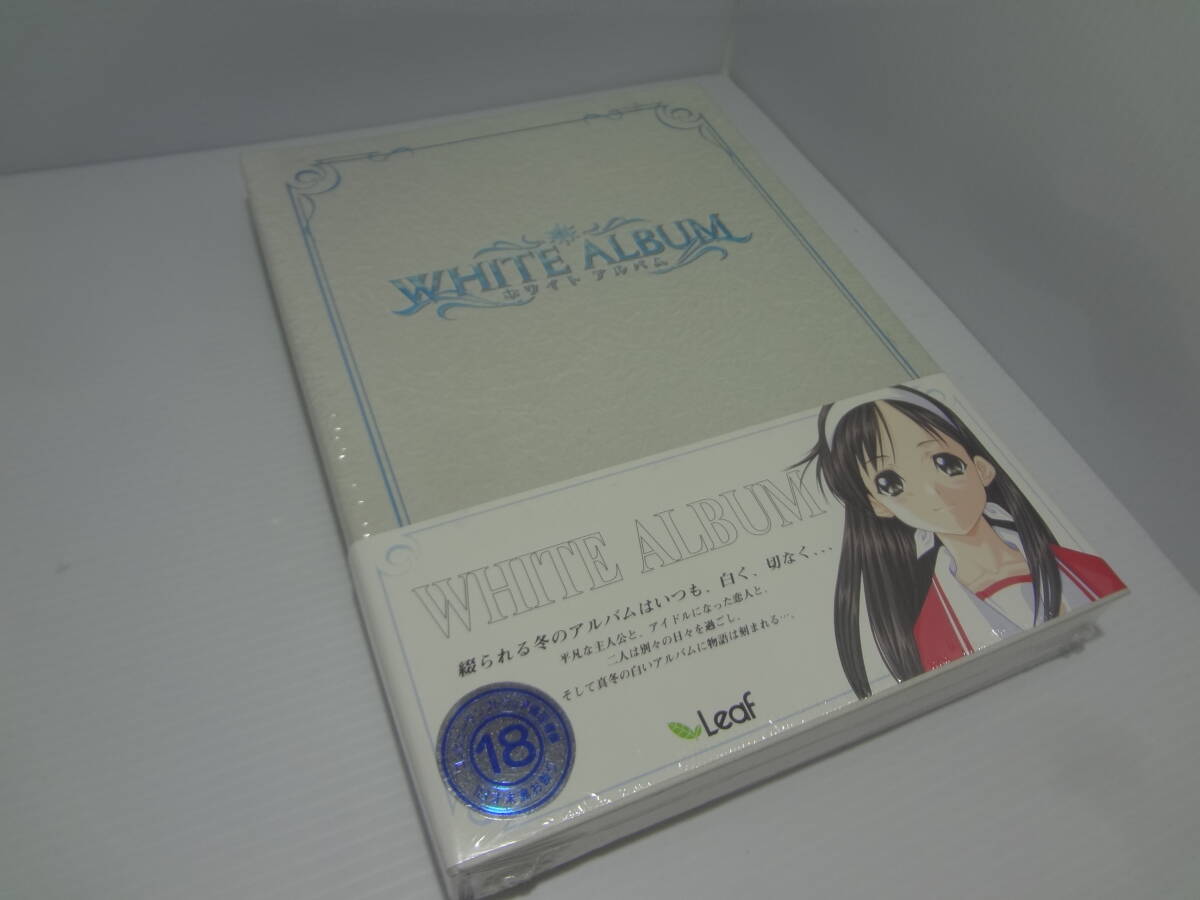 WHITE ALBUM
ホワイト アルバム
WHITE ALBUM
綴られる冬のアルバムはいつも、白く、切なく…
平凡な主人公と、アイドルになった恋人と、
二人は別々の日々を過ごし、
そして真冬の白いアルバムに物語は刻まれる…。
18
Leaf